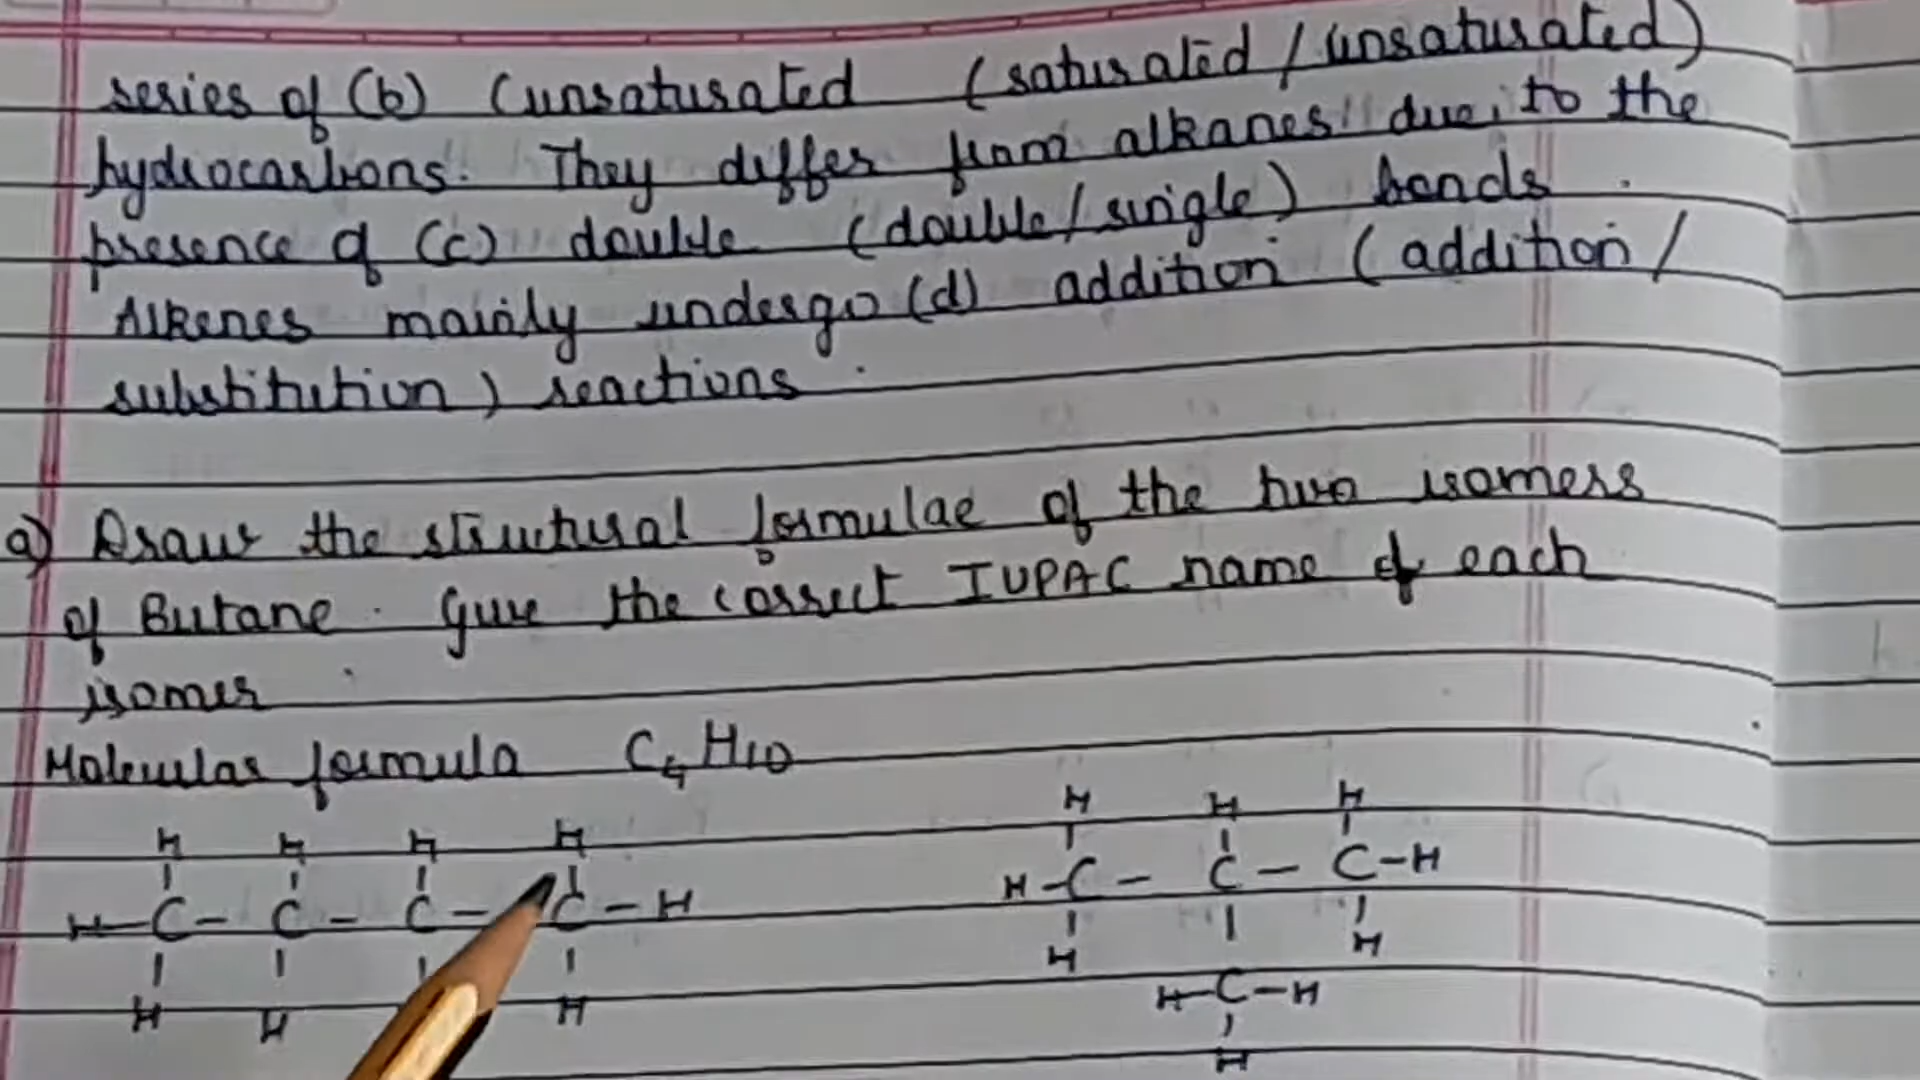 series of (b) (unsaturated (saturated / unsaturated)
hydrocarbons. They differ from alkanes due to the
presence of (c) double (double / single) bonds.
Alkenes mainly undergo (d) addition (addition /
substitution) reactions.
a) Draw the structural formulae of the two isomers
of Butane. Give the correct IUPAC name of each
isomer
Molecular formula C4H10
H H H H
H-C-C-C-C-H
H H H
H H H
H-C-C-C-H
H H
H-C-H
H